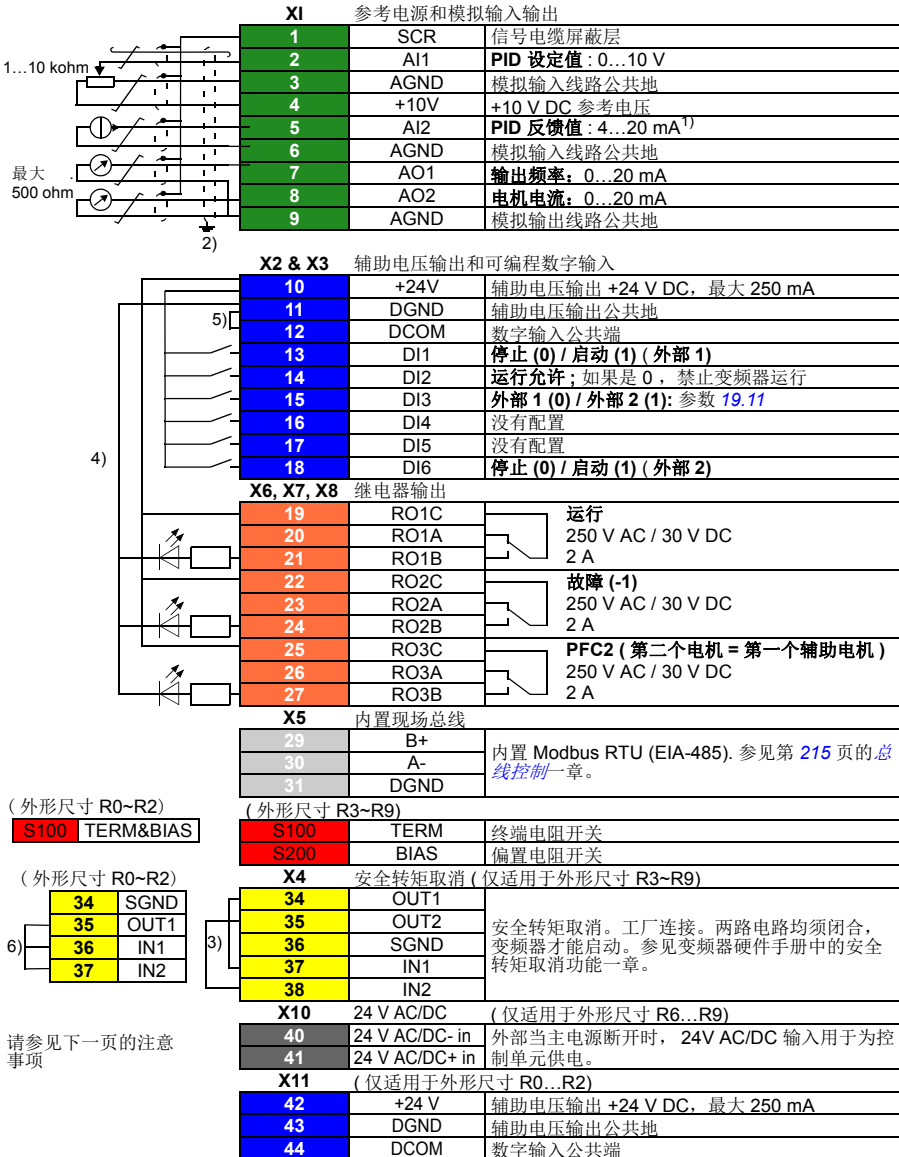 XI 参考电源和模拟输入输出
1 SCR 信号电缆屏蔽层
2 AI1 PID 设定值 : 0…10 V
1…10 kohm
3 AGND 模拟输入线路公共地
4 +10V +10 V DC 参考电压
5 AI2 PID 反馈值 : 4…20 mA1)
6 AGND 模拟输入线路公共地
最大
500 ohm
7 AO1 输出频率：0…20 mA
8 AO2 电机电流：0…20 mA
9 AGND 模拟输出线路公共地
2)
X2 & X3 辅助电压输出和可编程数字输入
10 +24V 辅助电压输出 +24 V DC，最大 250 mA
11 DGND 辅助电压输出公共地
5)
12 DCOM 数字输入公共端
13 DI1 停止 (0) / 启动 (1) ( 外部 1)
14 DI2 运行允许 ; 如果是 0 ，禁止变频器运行
15 DI3 外部 1 (0) / 外部 2 (1): 参数 19.11
16 DI4 没有配置
17 DI5 没有配置
4)
18 DI6 停止 (0) / 启动 (1) ( 外部 2)
X6, X7, X8 继电器输出
19 RO1C 运行
20 RO1A 250 V AC / 30 V DC
21 RO1B 2 A
22 RO2C 故障 (-1)
23 RO2A 250 V AC / 30 V DC
24 RO2B 2 A
25 RO3C PFC2 ( 第二个电机 = 第一个辅助电机 )
26 RO3A 250 V AC / 30 V DC
27 RO3B 2 A
X5 内置现场总线
29 B+
30 A-
31 DGND
内置 Modbus RTU (EIA-485). 参见第 215 页的总
线控制一章。
( 外形尺寸 R0~R2)
S100 TERM&BIAS
( 外形尺寸 R3~R9)
S100 TERM 终端电阻开关
S200 BIAS 偏置电阻开关
( 外形尺寸 R0~R2)
34 SGND
35 OUT1
6)
36 IN1
37 IN2
X4 安全转矩取消 ( 仅适用于外形尺寸 R3~R9)
34 OUT1
35 OUT2
3)
36 SGND
37 IN1
38 IN2
安全转矩取消。工厂连接。两路电路均须闭合，
变频器才能启动。参见变频器硬件手册中的安全
转矩取消功能一章。
请参见下一页的注意
事项
X10 24 V AC/DC ( 仅适用于外形尺寸 R6…R9)
40 24 V AC/DC- in
41 24 V AC/DC+ in
外部当主电源断开时， 24V AC/DC 输入用于为控
制单元供电。
X11 ( 仅适用于外形尺寸 R0…R2)
42 +24 V 辅助电压输出 +24 V DC，最大 250 mA
43 DGND 辅助电压输出公共地
44 DCOM 数字输入公共端